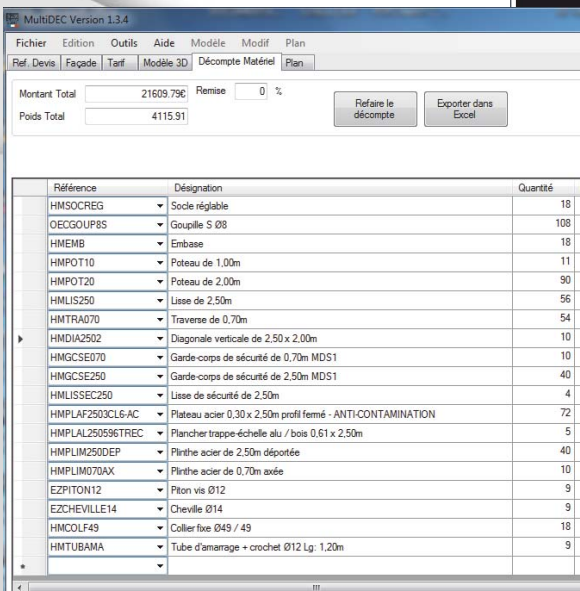 MultiDEC Version 1.3.4
Fichier Edition Outils Aide Modèle Modif Plan
Ref. Devis Façade Tarif Modèle 3D Décompte Matériel Plan
Montant Total 21609.79€ Remise 0 %
Poids Total 4115.91
Refaire le décompte Exporter dans Excel
Référence Désignation Quantité
HMSOCREG Socle réglable 18
OECGOUP8S Goupille S Ø8 108
HMEMB Embase 18
HMPOT10 Poteau de 1,00m 11
HMPOT20 Poteau de 2,00m 90
HMLIS250 Lisse de 2,50m 56
HMTRA070 Traverse de 0,70m 54
HMDIA2502 Diagonale verticale de 2,50 x 2,00m 10
HMGCSE070 Garde-corps de sécurité de 0,70m MDS1 10
HMGCSE250 Garde-corps de sécurité de 2,50m MDS1 40
HMLISSEC250 Lisse de sécurité de 2,50m 4
HMPLAF2503CL6-AC Plateau acier 0,30 x 2,50m profil fermé - ANTI-CONTAMINATION 72
HMPLAL250596TREC Plancher trappe-échelle alu / bois 0,61 x 2,50m 5
HMPLIM250DEP Plinthe acier de 2,50m déportée 40
HMPLIM070AX Plinthe acier de 0,70m axée 10
EZPITON12 Piton vis Ø12 9
EZCHEVILLE14 Cheville Ø14 9
HMCOLF49 Collier fixe Ø49 / 49 18
HMTUBAMA Tube d'amarrage + crochet Ø12 Lg: 1,20m 9